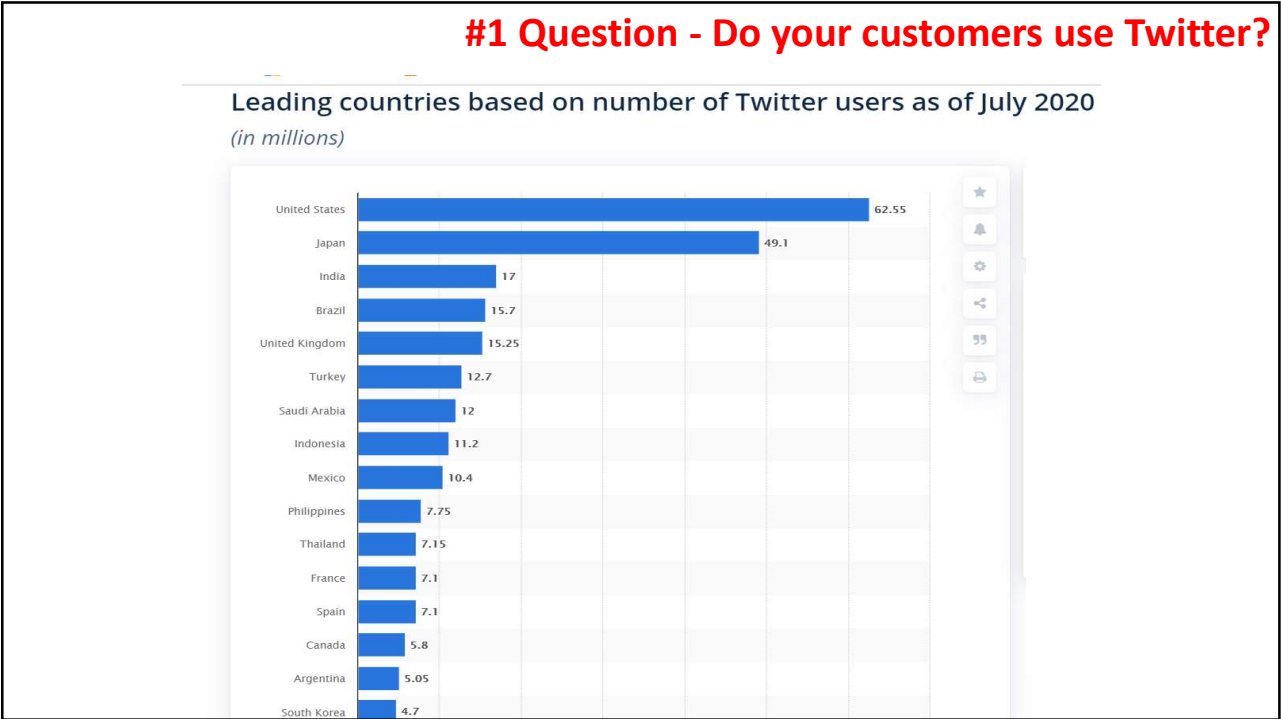 #1 Question - Do your customers use Twitter?
Leading countries based on number of Twitter users as of July 2020
(in millions)
United States 62.55
Japan 49.1
India 17
Brazil 15.7
United Kingdom 15.25
Turkey 12.7
Saudi Arabia 12
Indonesia 11.2
Mexico 10.4
Philippines 7.75
Thailand 7.15
France 7.1
Spain 7.1
Canada 5.8
Argentina 5.05
South Korea 4.7